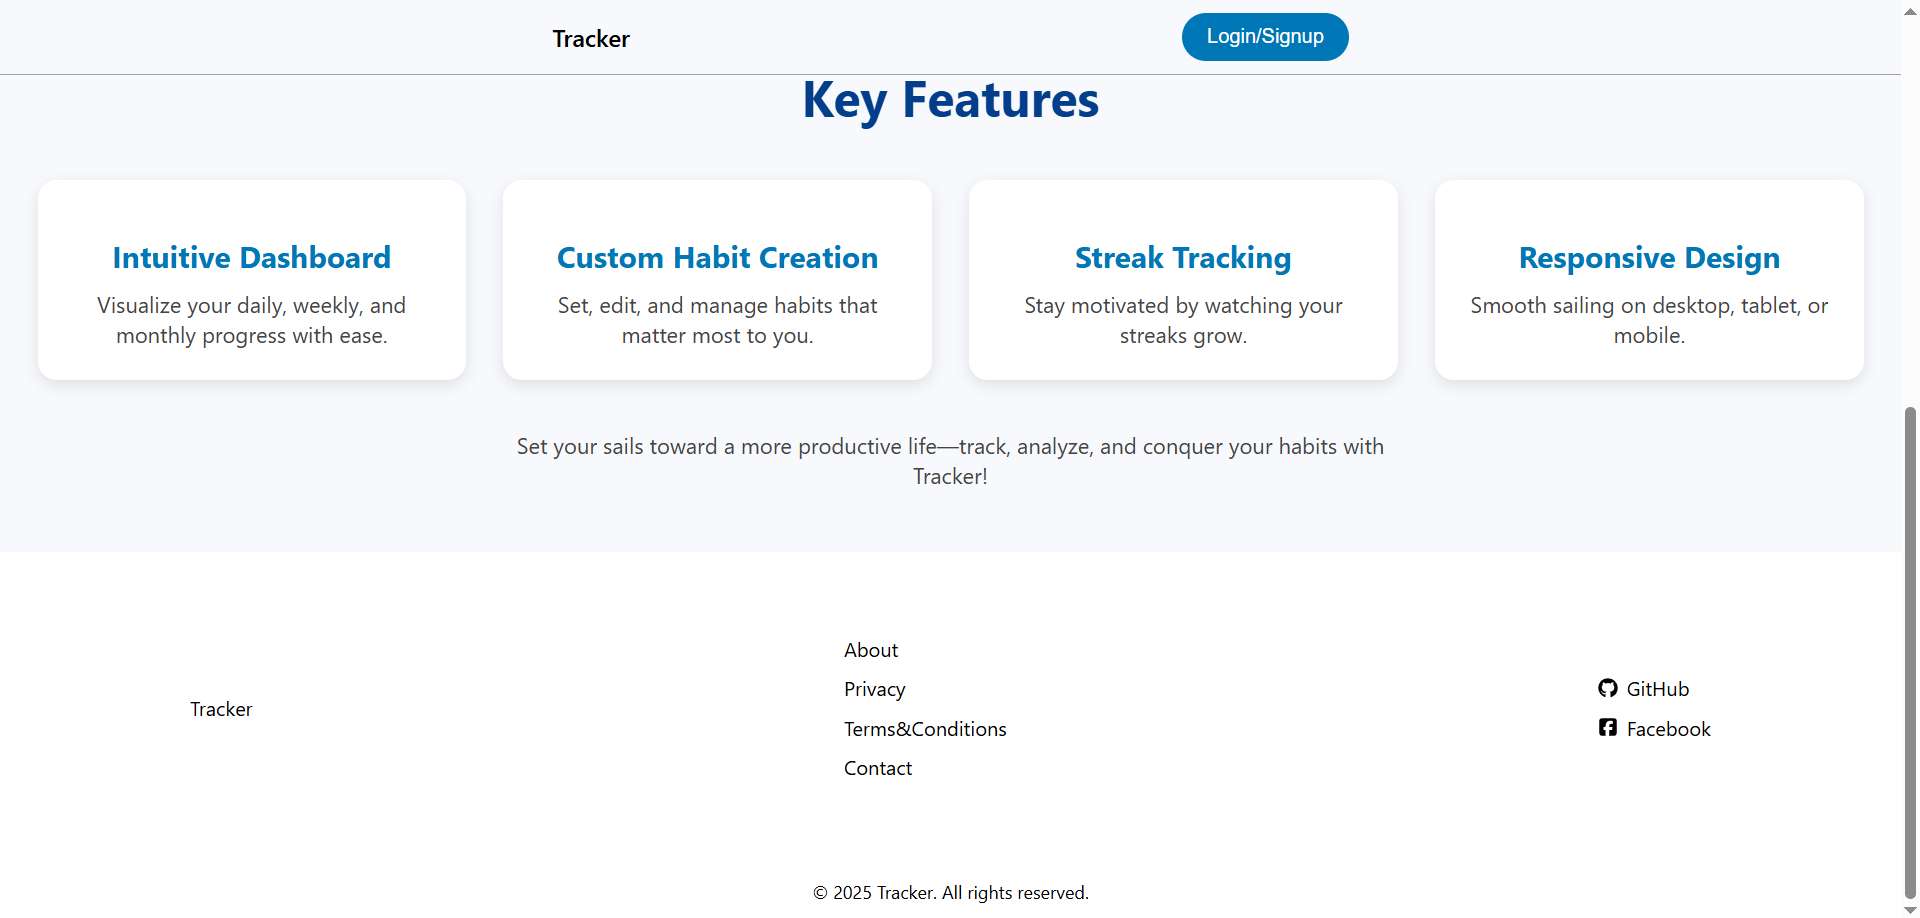 Tracker
Login/Signup
Key Features
Intuitive Dashboard
Visualize your daily, weekly, and
monthly progress with ease.
Custom Habit Creation
Set, edit, and manage habits that
matter most to you.
Streak Tracking
Stay motivated by watching your
streaks grow.
Responsive Design
Smooth sailing on desktop, tablet, or
mobile.
Set your sails toward a more productive life—track, analyze, and conquer your habits with
Tracker!
Tracker
About
Privacy
Terms&Conditions
Contact
GitHub
Facebook
© 2025 Tracker. All rights reserved.